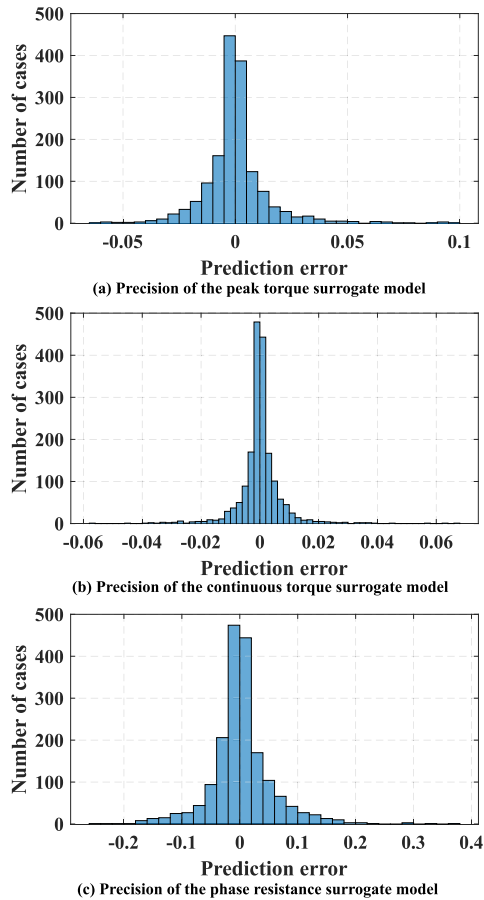 500
400
300
200
100
0
Number of cases
-0.05 0 0.05 0.1
Prediction error
(a) Precision of the peak torque surrogate model
500
400
300
200
100
0
Number of cases
-0.06 -0.04 -0.02 0 0.02 0.04 0.06
Prediction error
(b) Precision of the continuous torque surrogate model
500
400
300
200
100
0
Number of cases
-0.2 -0.1 0 0.1 0.2 0.3 0.4
Prediction error
(c) Precision of the phase resistance surrogate model